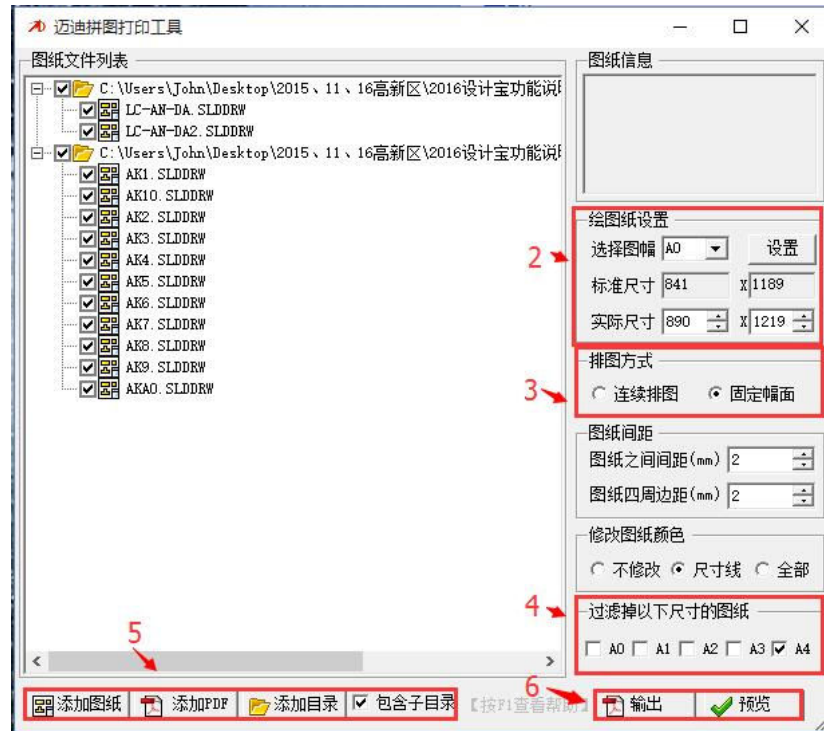 迈迪拼图打印工具
图纸文件列表
C:\Users\John\Desktop\2015、11、16高新区\2016设计宝功能说
LC-AN-DA.SLDDRW
LC-AN-DA2.SLDDRW
C:\Users\John\Desktop\2015、11、16高新区\2016设计宝功能说
AK1.SLDDRW
AK10.SLDDRW
AK2.SLDDRW
AK3.SLDDRW
AK4.SLDDRW
AK5.SLDDRW
AK6.SLDDRW
AK7.SLDDRW
AK8.SLDDRW
AK9.SLDDRW
AKA0.SLDDRW
图纸信息
2
绘图纸设置
选择图幅 A0 设置
标准尺寸 841 X 1189
实际尺寸 890 X 1219
3
排图方式
连续排图 固定幅面
图纸间距
图纸之间间距(mm) 2
图纸四周边距(mm) 2
修改图纸颜色
不修改 尺寸线 全部
4
过滤掉以下尺寸的图纸
A0 A1 A2 A3 A4
5
添加图纸 添加PDF 添加目录 包含子目录
【按F1查看帮助】
6
输出 预览